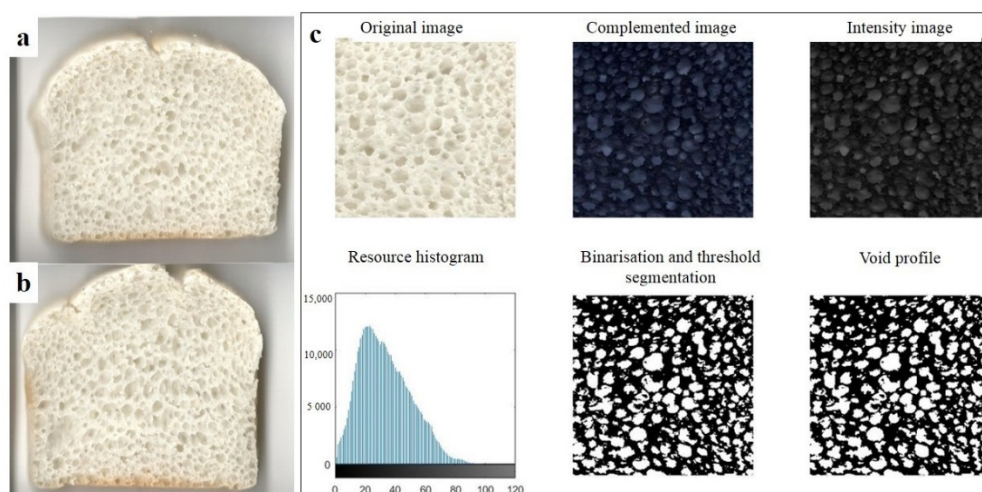 a
b
c
Original image
Complemented image
Intensity image
Resource histogram
Binarisation and threshold
segmentation
Void profile
15,000
10,000
5 000
0
0 20 40 60 80 100 120